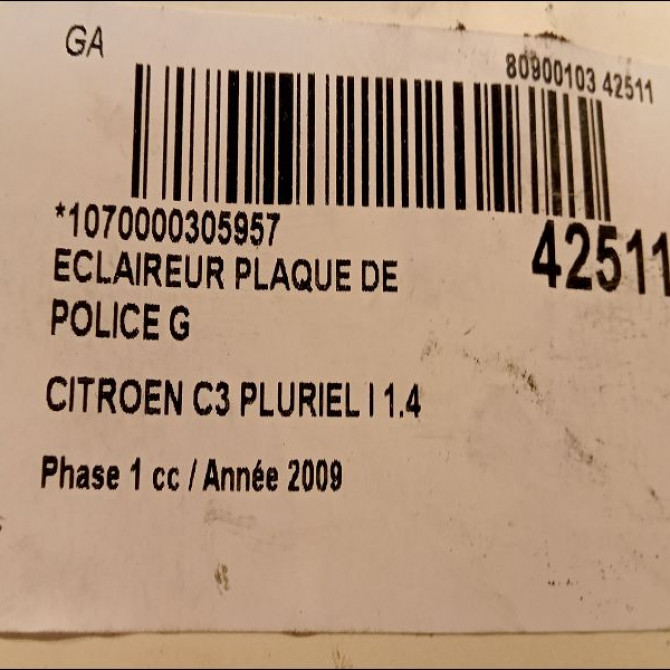 GA
80900103 42511
*1070000305957
42511
ECLAIREUR PLAQUE DE
POLICE G
CITROEN C3 PLURIEL I 1.4
Phase 1 cc / Année 2009